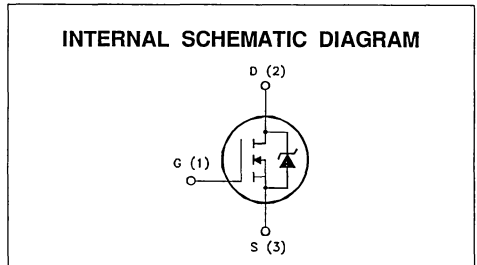 INTERNAL SCHEMATIC DIAGRAM
D (2)
G (1)
S (3)